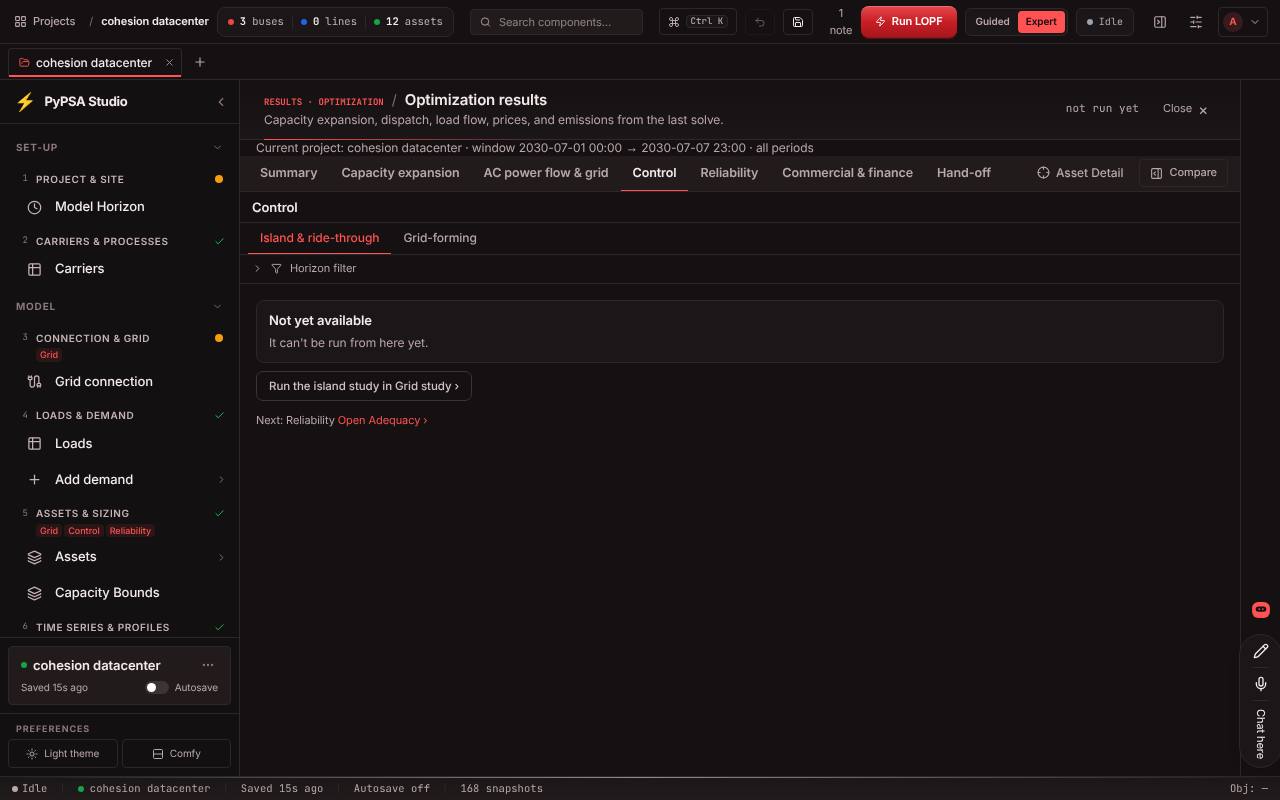 Projects / cohesion datacenter
3 buses
0 lines
12 assets
Search components...
⌘ Ctrl K
1 note
Run LOPF
Guided
Expert
Idle
A
cohesion datacenter
PyPSA Studio
SET-UP
1 PROJECT & SITE
Model Horizon
2 CARRIERS & PROCESSES
Carriers
MODEL
3 CONNECTION & GRID
Grid
Grid connection
4 LOADS & DEMAND
Loads
Add demand
5 ASSETS & SIZING
Grid Control Reliability
Assets
Capacity Bounds
6 TIME SERIES & PROFILES
cohesion datacenter
Saved 15s ago
Autosave
PREFERENCES
Light theme
Comfy
RESULTS · OPTIMIZATION / Optimization results
Capacity expansion, dispatch, load flow, prices, and emissions from the last solve.
not run yet
Close ×
Current project: cohesion datacenter · window 2030-07-01 00:00 → 2030-07-07 23:00 · all periods
Summary
Capacity expansion
AC power flow & grid
Control
Reliability
Commercial & finance
Hand-off
Asset Detail
Compare
Control
Island & ride-through
Grid-forming
Horizon filter
Not yet available
It can't be run from here yet.
Run the island study in Grid study ›
Next: Reliability Open Adequacy ›
Chat here
Idle
cohesion datacenter
Saved 15s ago
Autosave off
168 snapshots
Obj: —